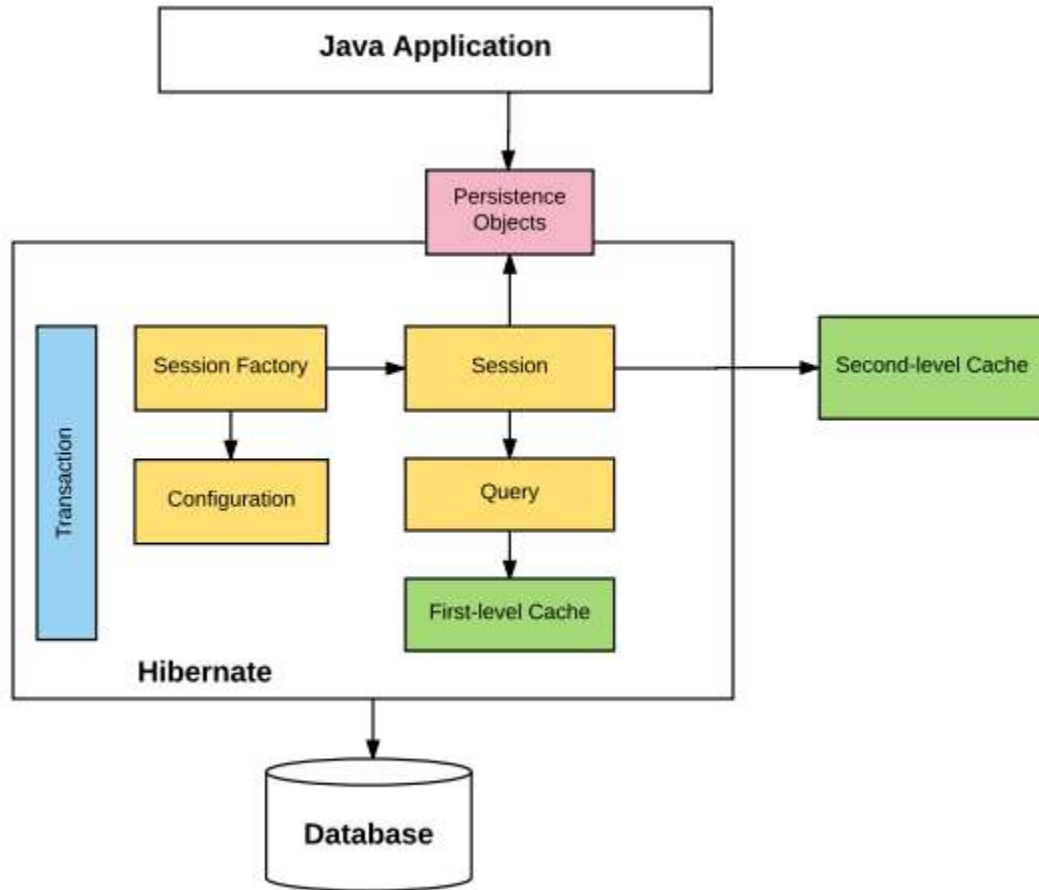 Java Application
Persistence
Objects
Session Factory
Session
Second-level Cache
Transaction
Configuration
Query
First-level Cache
Hibernate
Database